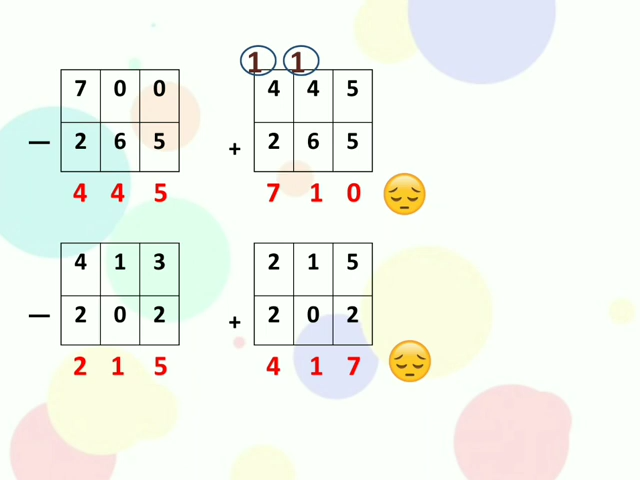 1 1
7 0 0 4 4 5
— 2 6 5 + 2 6 5
4 4 5 7 1 0
4 1 3 2 1 5
— 2 0 2 + 2 0 2
2 1 5 4 1 7